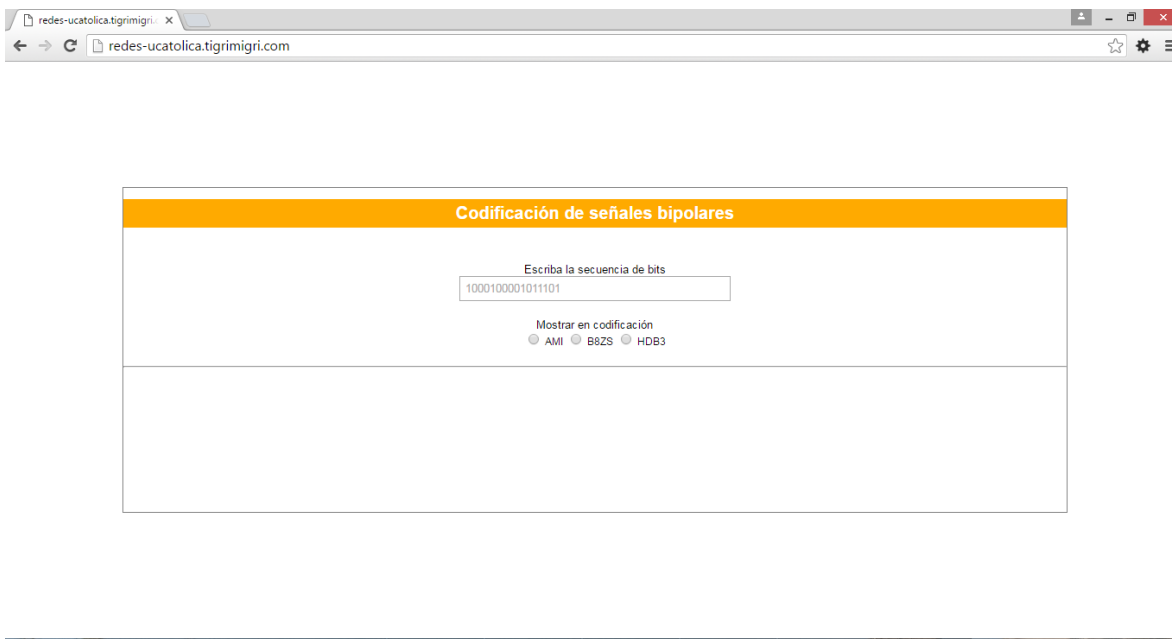 redes-ucatolica.tigrimigri.
redes-ucatolica.tigrimigri.com
Codificación de señales bipolares
Escriba la secuencia de bits
1000100001011101
Mostrar en codificación
AMI B8ZS HDB3